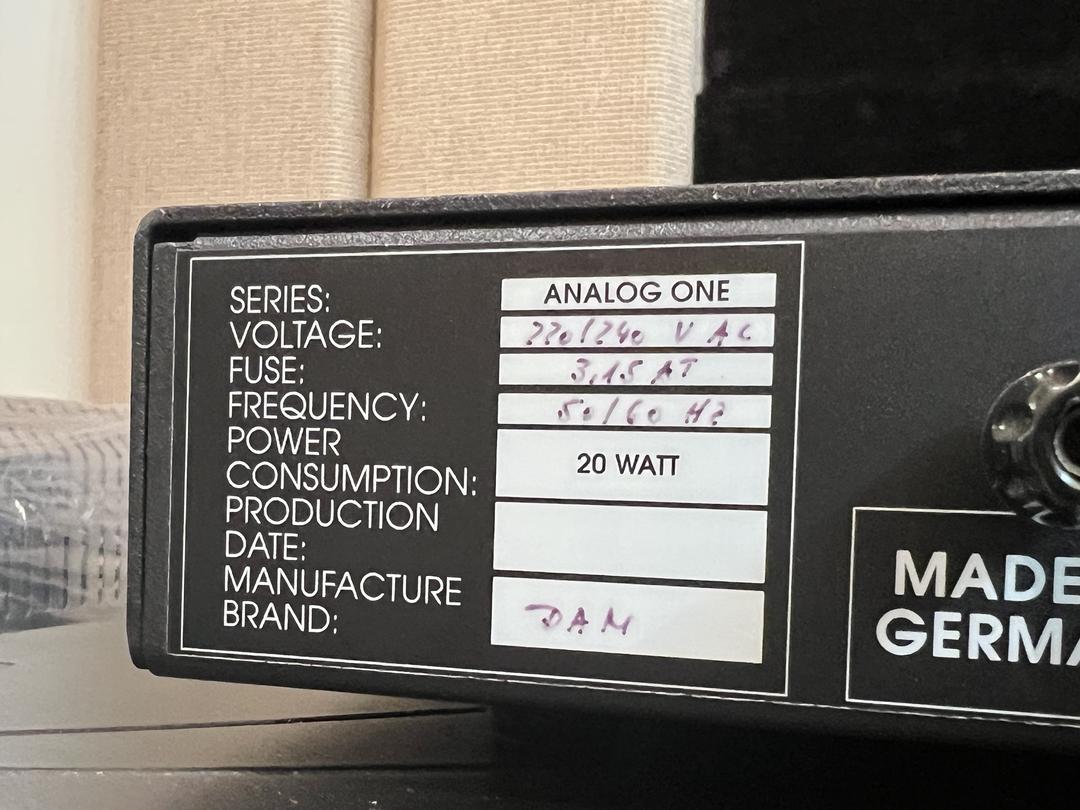 SERIES: ANALOG ONE
VOLTAGE: 220/240 V AC
FUSE: 3,15 AT
FREQUENCY: 50/60 Hz
POWER
CONSUMPTION: 20 WATT
PRODUCTION
DATE:
MANUFACTURE
BRAND: DAM
MADE
GERMA